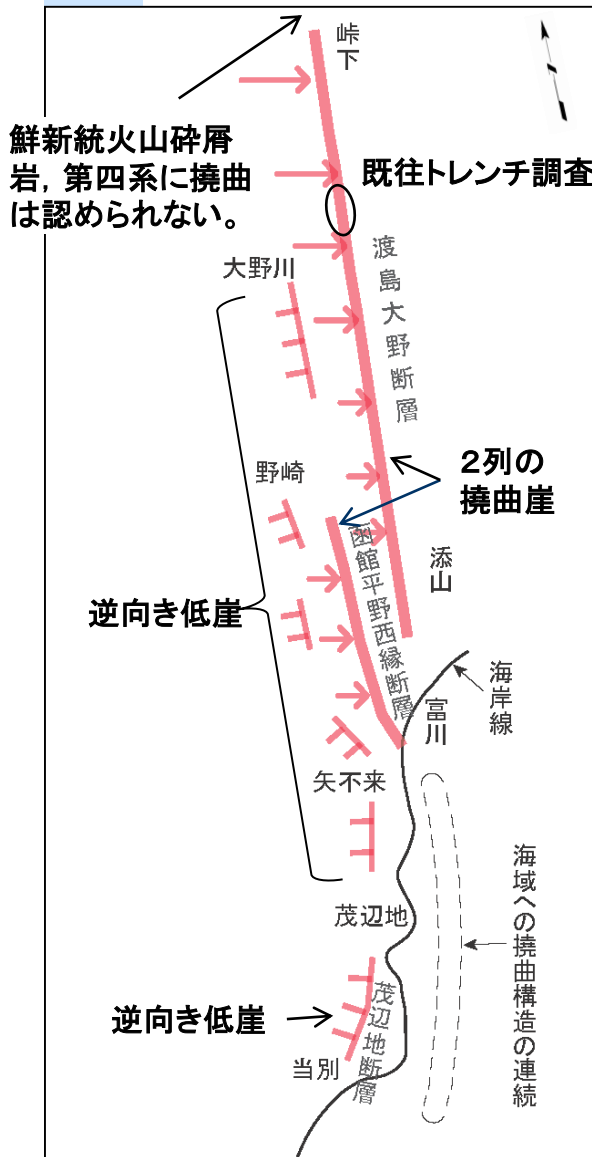 峠下
鮮新統火山砕屑
岩，第四系に撓曲
は認められない。
既往トレンチ調査
大野川
渡島大野断層
野崎
２列の
撓曲崖
函館平野西縁断層
添山
逆向き低崖
海岸線
富川
矢不来
茂辺地
海域への撓曲構造の連続
逆向き低崖
茂辺地断層
当別